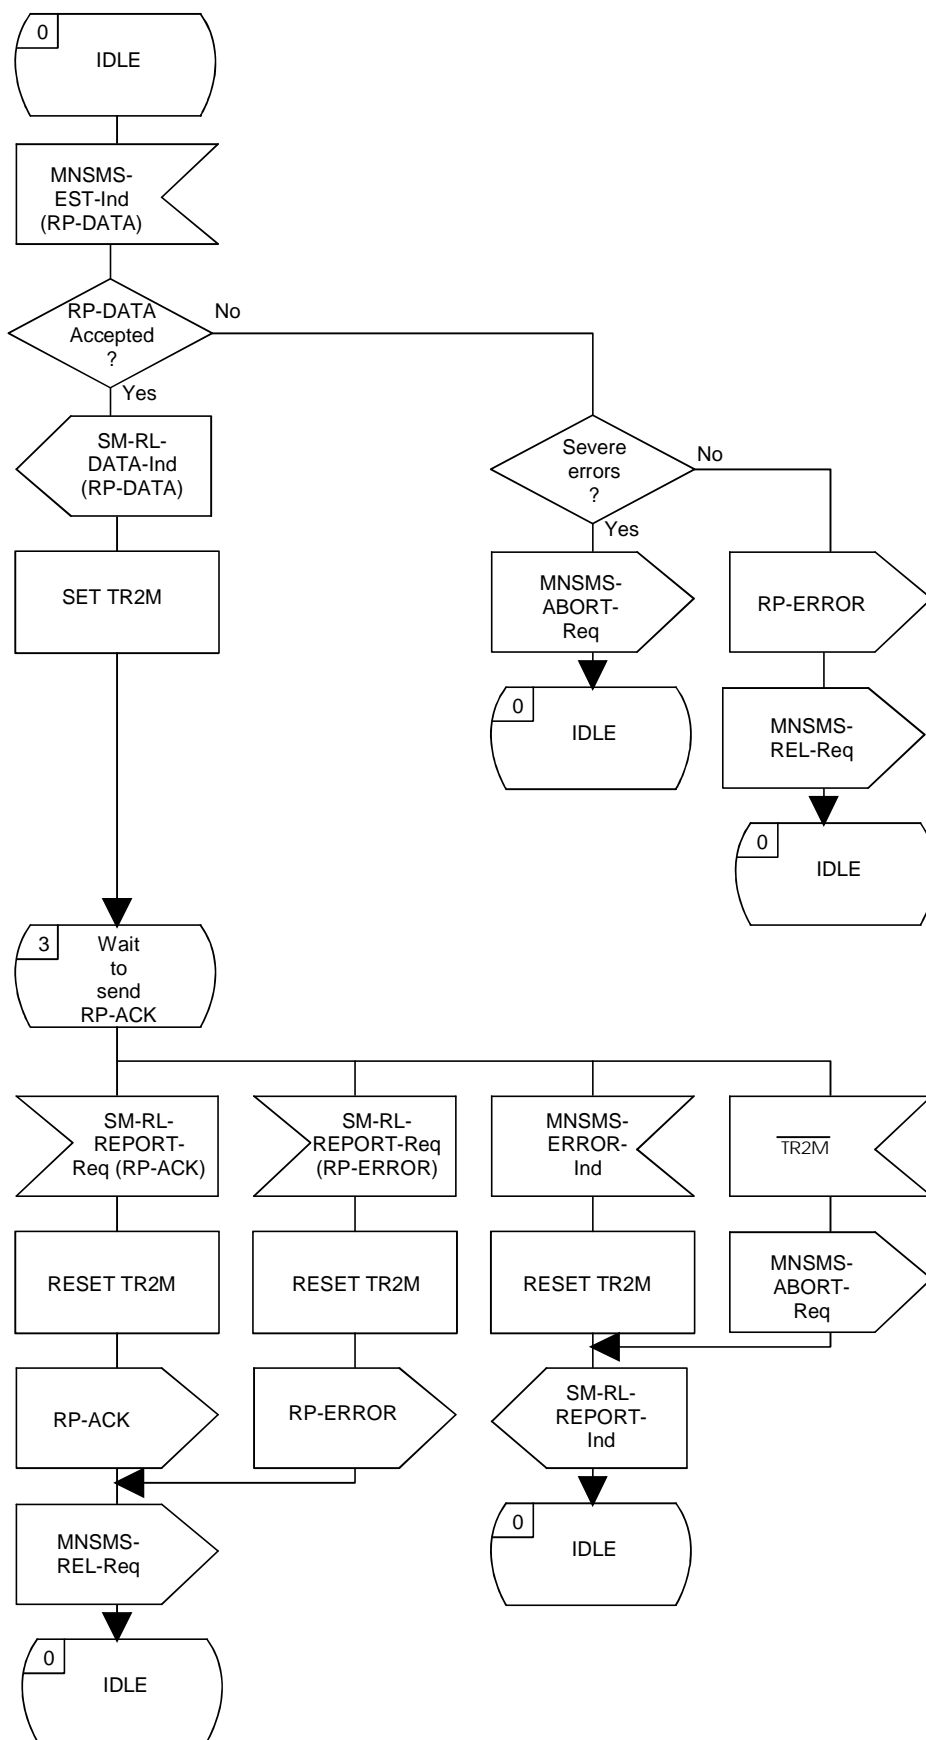 0
IDLE
MNSMS-
EST-Ind
(RP-DATA)
RP-DATA
Accepted
?
No
Yes
SM-RL-
DATA-Ind
(RP-DATA)
Severe
errors
?
No
Yes
SET TR2M
MNSMS-
ABORT-
Req
RP-ERROR
0
IDLE
MNSMS-
REL-Req
0
IDLE
3
Wait
to
send
RP-ACK
SM-RL-
REPORT-
Req (RP-ACK)
SM-RL-
REPORT-Req
(RP-ERROR)
MNSMS-
ERROR-
Ind
TR2M
RESET TR2M
RESET TR2M
RESET TR2M
MNSMS-
ABORT-
Req
RP-ACK
RP-ERROR
SM-RL-
REPORT-
Ind
MNSMS-
REL-Req
0
IDLE
0
IDLE